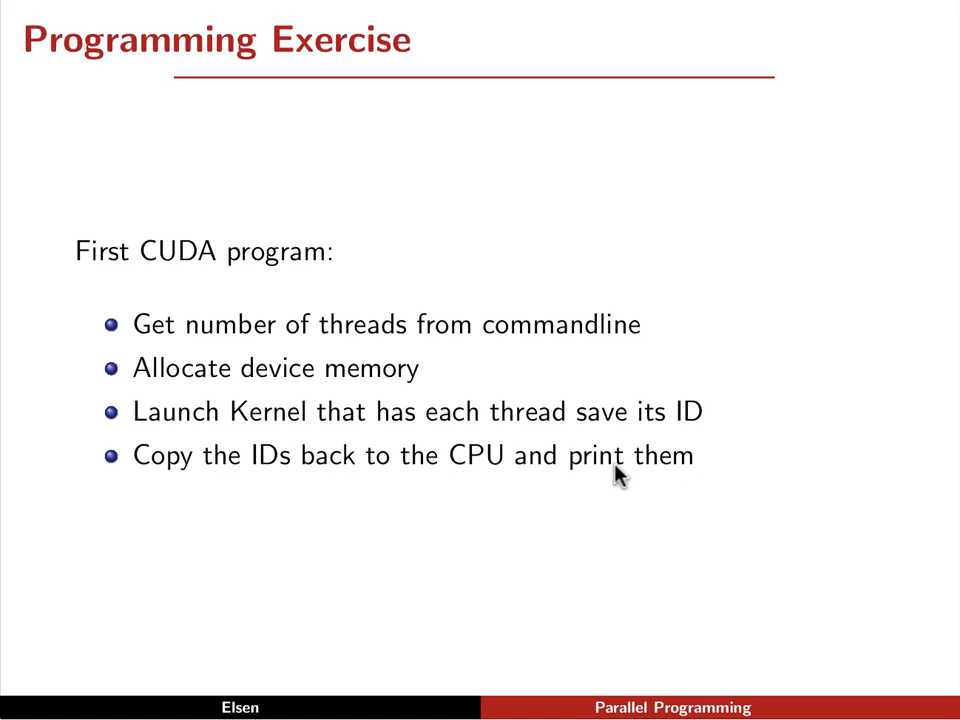 Programming Exercise
First CUDA program:
Get number of threads from commandline
Allocate device memory
Launch Kernel that has each thread save its ID
Copy the IDs back to the CPU and print them
Elsen
Parallel Programming